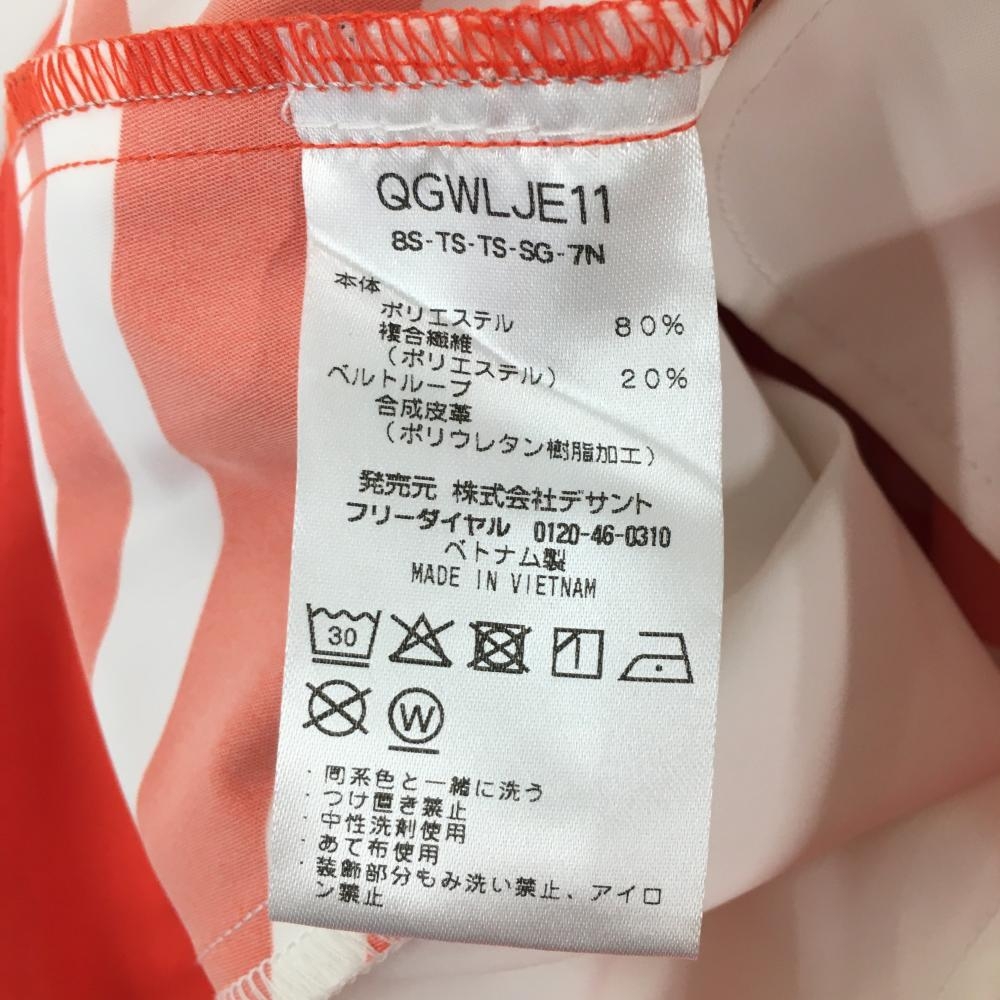 QGWLJE11
8S-TS-TS-SG-7N
本体
ポリエステル 80%
複合繊維
(ポリエステル) 20%
ベルトループ
合成皮革
(ポリウレタン樹脂加工)
発売元 株式会社デサント
フリーダイヤル 0120-46-0310
ベトナム製
MADE IN VIETNAM
30
W
・同系色と一緒に洗う
・つけ置き禁止
・中性洗剤使用
・あて布使用
・装飾部分もみ洗い禁止、アイロ
ン禁止